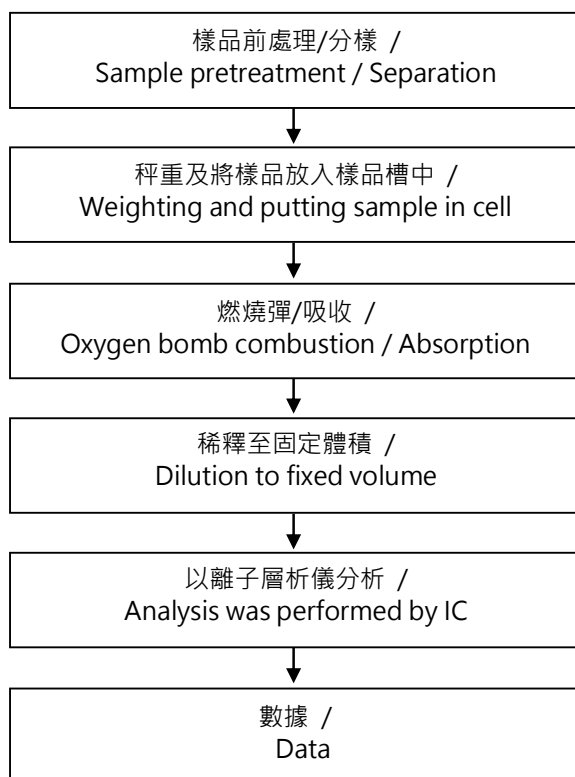 樣品前處理/分樣 /
Sample pretreatment / Separation
秤重及將樣品放入樣品槽中 /
Weighting and putting sample in cell
燃燒彈/吸收 /
Oxygen bomb combustion / Absorption
稀釋至固定體積 /
Dilution to fixed volume
以離子層析儀分析 /
Analysis was performed by IC
數據 /
Data